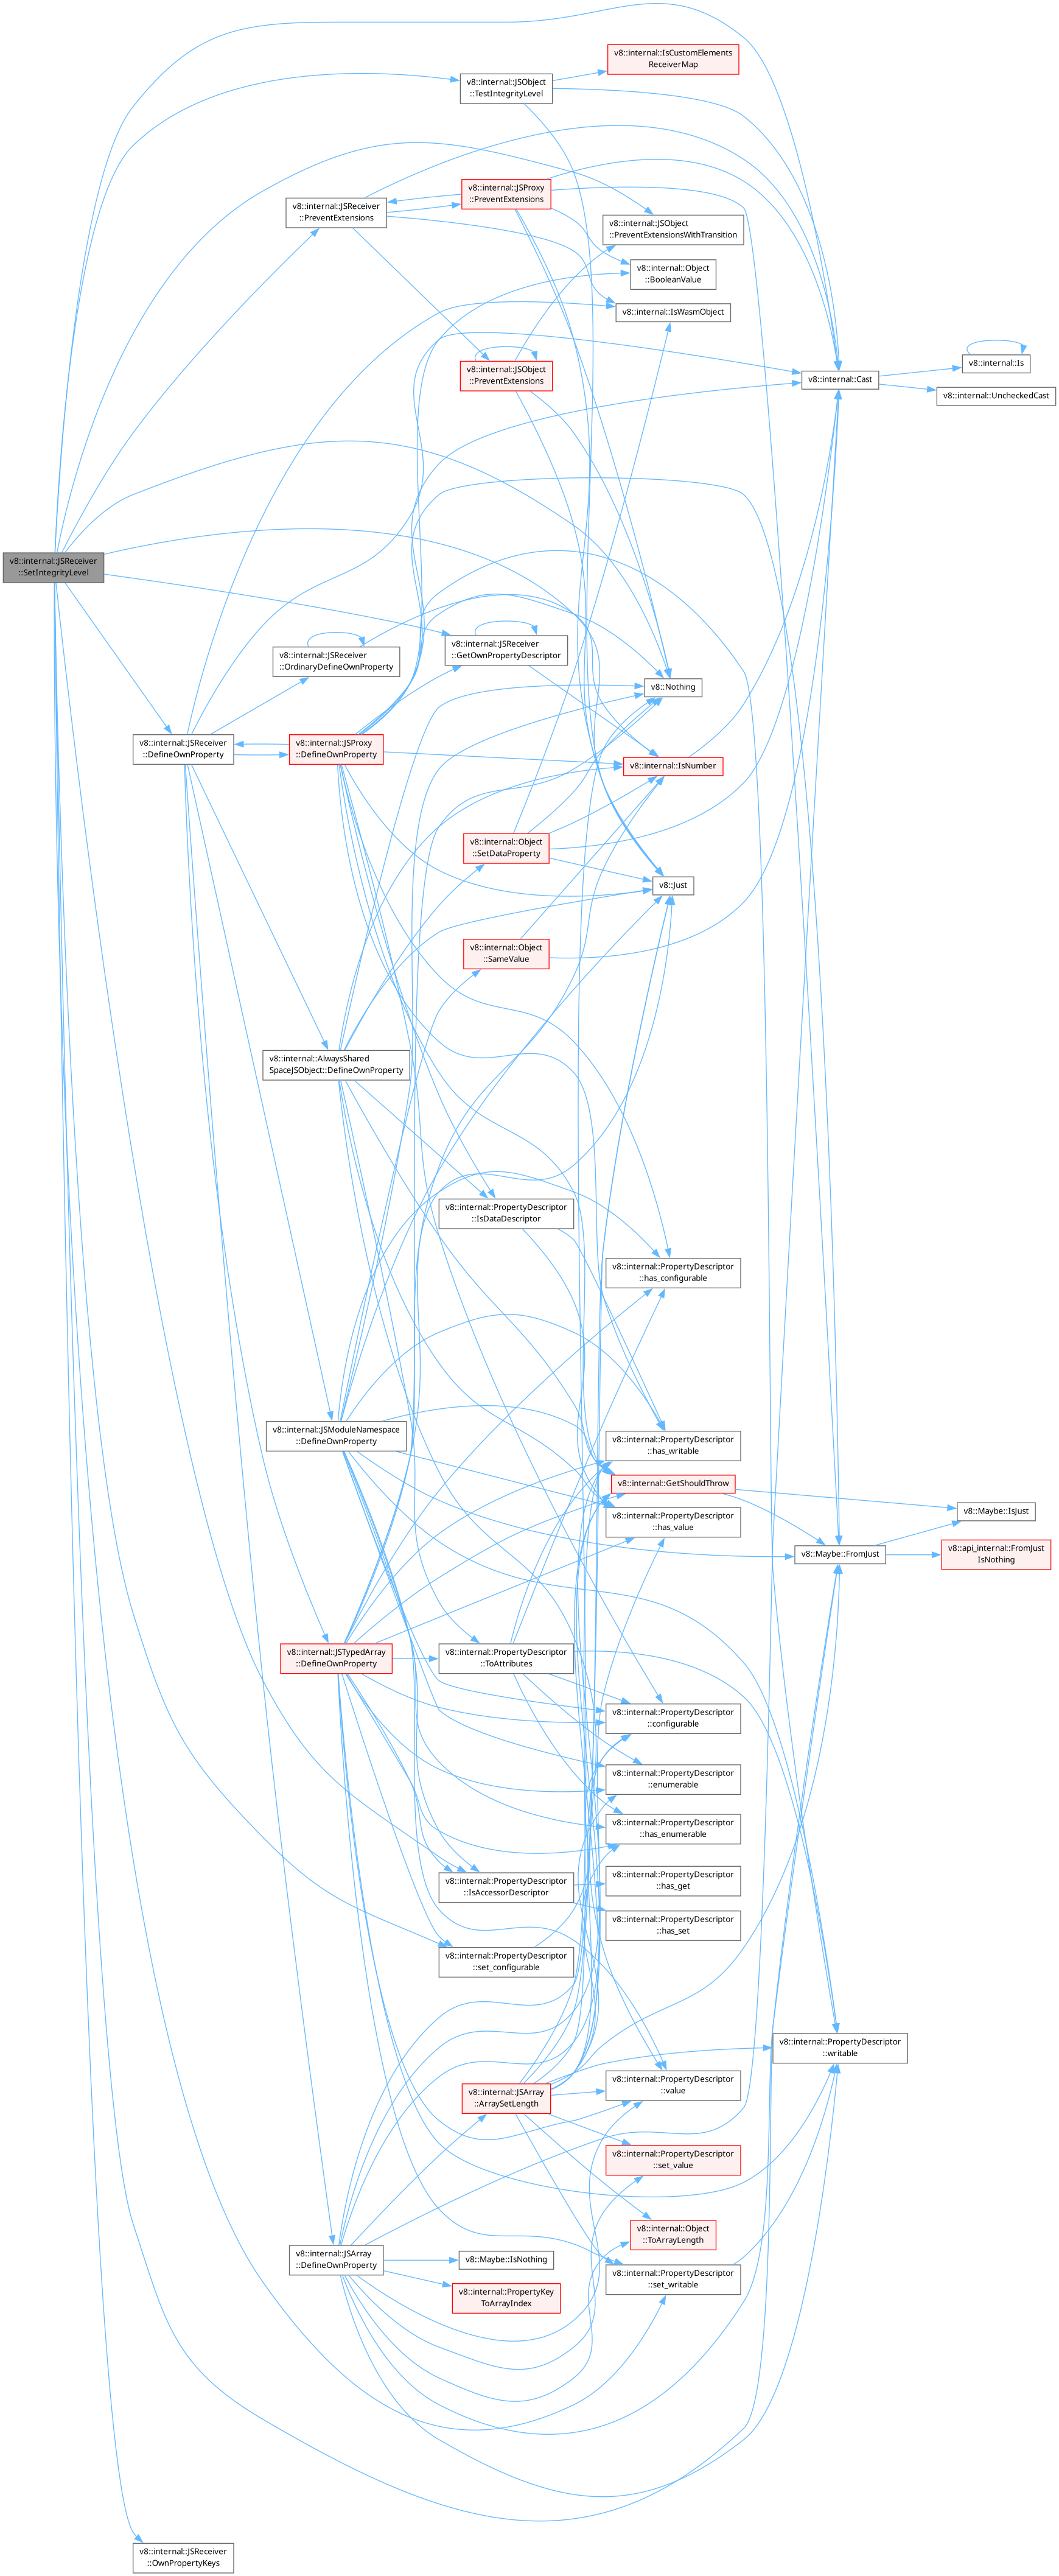 v8::internal::IsCustomElements
ReceiverMap
v8::internal::JSObject
::TestIntegrityLevel
v8::internal::JSProxy
::PreventExtensions
v8::internal::JSReceiver
::PreventExtensions
v8::internal::JSObject
::PreventExtensionsWithTransition
v8::internal::Object
::BooleanValue
v8::internal::IsWasmObject
v8::internal::JSObject
::PreventExtensions
v8::internal::Cast
v8::internal::Is
v8::internal::UncheckedCast
v8::internal::JSReceiver
::SetIntegrityLevel
v8::internal::JSReceiver
::GetOwnPropertyDescriptor
v8::internal::JSReceiver
::OrdinaryDefineOwnProperty
v8::Nothing
v8::internal::JSReceiver
::DefineOwnProperty
v8::internal::JSProxy
::DefineOwnProperty
v8::internal::IsNumber
v8::internal::Object
::SetDataProperty
v8::Just
v8::internal::Object
::SameValue
v8::internal::AlwaysShared
SpaceJSObject::DefineOwnProperty
v8::internal::PropertyDescriptor
::IsDataDescriptor
v8::internal::PropertyDescriptor
::has_configurable
v8::internal::JSModuleNamespace
::DefineOwnProperty
v8::internal::PropertyDescriptor
::has_writable
v8::internal::GetShouldThrow
v8::Maybe::IsJust
v8::internal::PropertyDescriptor
::has_value
v8::Maybe::FromJust
v8::api_internal::FromJust
IsNothing
v8::internal::JSTypedArray
::DefineOwnProperty
v8::internal::PropertyDescriptor
::ToAttributes
v8::internal::PropertyDescriptor
::configurable
v8::internal::PropertyDescriptor
::enumerable
v8::internal::PropertyDescriptor
::has_enumerable
v8::internal::PropertyDescriptor
::IsAccessorDescriptor
v8::internal::PropertyDescriptor
::has_get
v8::internal::PropertyDescriptor
::has_set
v8::internal::PropertyDescriptor
::set_configurable
v8::internal::PropertyDescriptor
::writable
v8::internal::JSArray
::ArraySetLength
v8::internal::PropertyDescriptor
::value
v8::internal::PropertyDescriptor
::set_value
v8::internal::Object
::ToArrayLength
v8::internal::JSArray
::DefineOwnProperty
v8::Maybe::IsNothing
v8::internal::PropertyDescriptor
::set_writable
v8::internal::PropertyKey
ToArrayIndex
v8::internal::JSReceiver
::OwnPropertyKeys